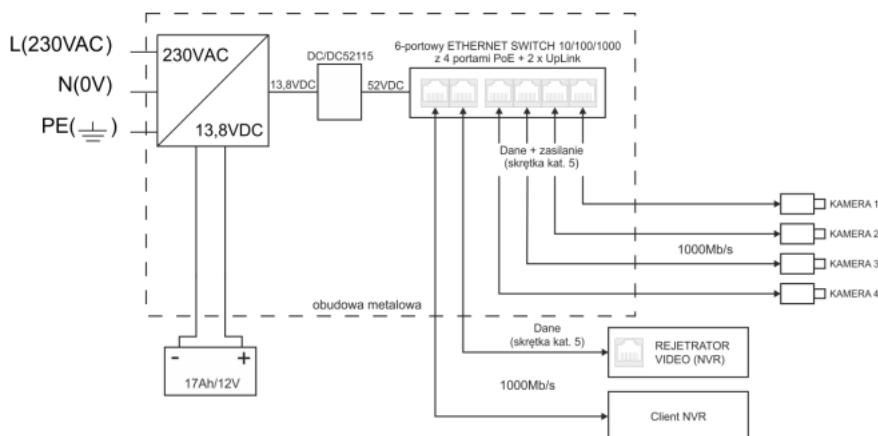 L(230VAC)
N(0V)
PE( )
230VAC
13,8VDC
13,8VDC
DC/DC52115
52VDC
6-portowy ETHERNET SWITCH 10/100/1000
z 4 portami PoE + 2 x UpLink
Dane + zasilanie
(skrętka kat. 5)
KAMERA 1
KAMERA 2
1000Mb/s
KAMERA 3
KAMERA 4
obudowa metalowa
Dane
(skrętka kat. 5)
REJETRATOR
VIDEO (NVR)
- +
17Ah/12V
1000Mb/s
Client NVR